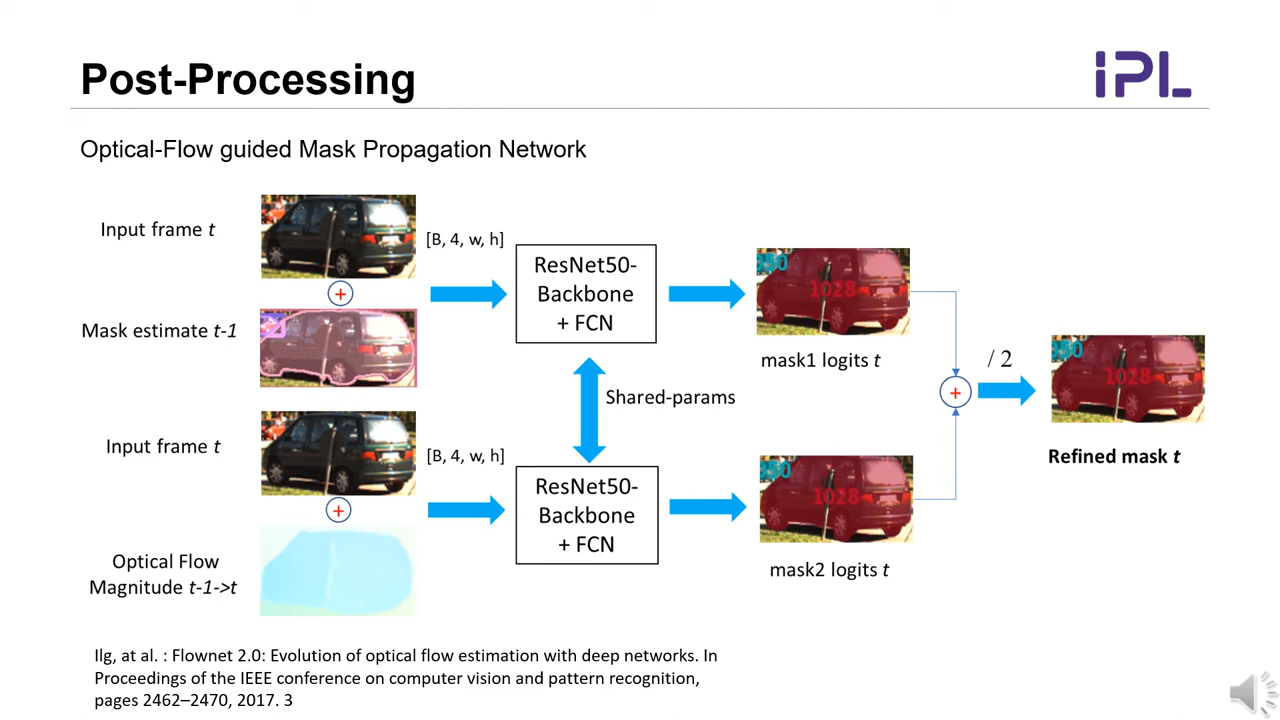 Post-Processing
iPL
Optical-Flow guided Mask Propagation Network
Input frame t
[B, 4, w, h]
+
Mask estimate t-1
ResNet50-
Backbone
+ FCN
1028
mask1 logits t
Shared-params
Input frame t
[B, 4, w, h]
+
Optical Flow
Magnitude t-1->t
ResNet50-
Backbone
+ FCN
1028
mask2 logits t
+
/ 2
1028
Refined mask t
Ilg, at al. : Flownet 2.0: Evolution of optical flow estimation with deep networks. In
Proceedings of the IEEE conference on computer vision and pattern recognition,
pages 2462–2470, 2017. 3